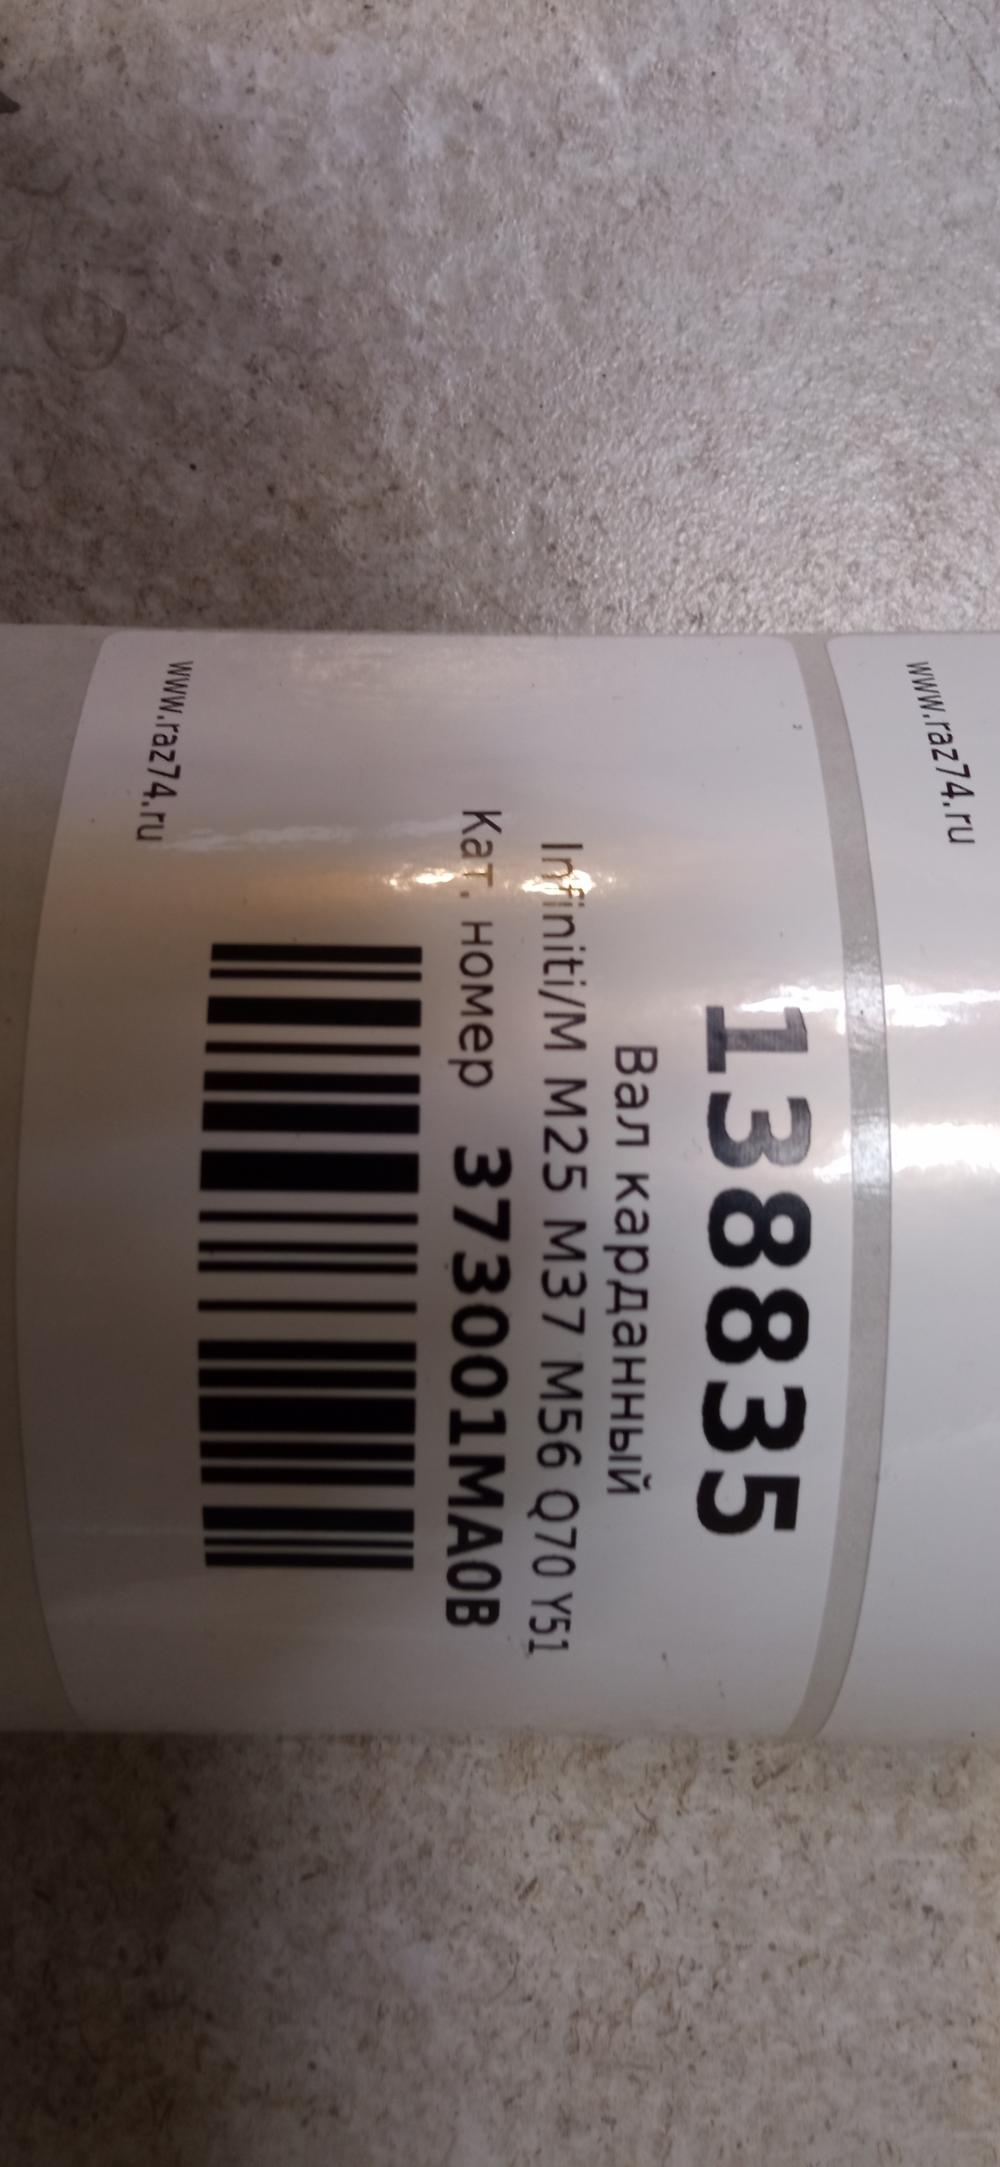 138835
Вал карданный
Infiniti/M M25 M37 M56 Q70 Y51
Кат. номер 373001MA0B
www.raz74.ru
www.raz74.ru